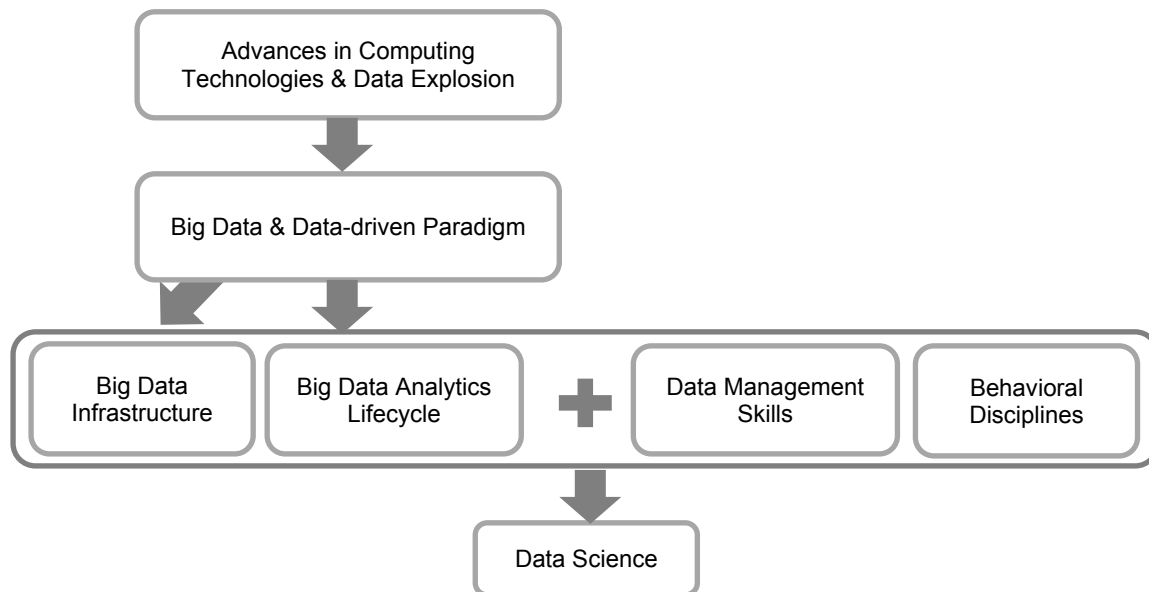 Advances in Computing
Technologies & Data Explosion
Big Data & Data-driven Paradigm
Big Data
Infrastructure
Big Data Analytics
Lifecycle
Data Management
Skills
Behavioral
Disciplines
Data Science